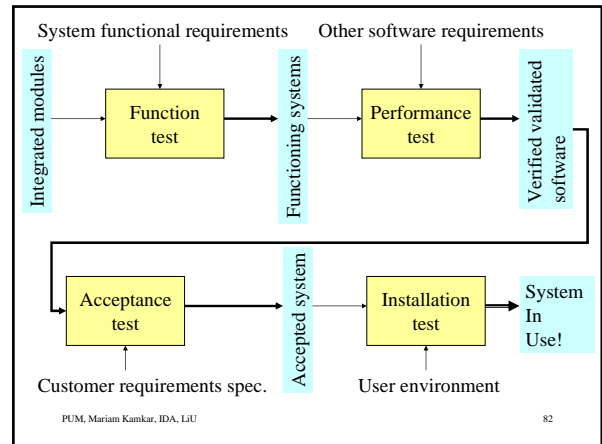 System functional requirements
Other software requirements
Integrated modules
Function
test
Functioning systems
Performance
test
Verified validated
software
Acceptance
test
Accepted system
Installation
test
System
In
Use!
Customer requirements spec.
User environment
PUM, Mariam Kamkar, IDA, LiU
82